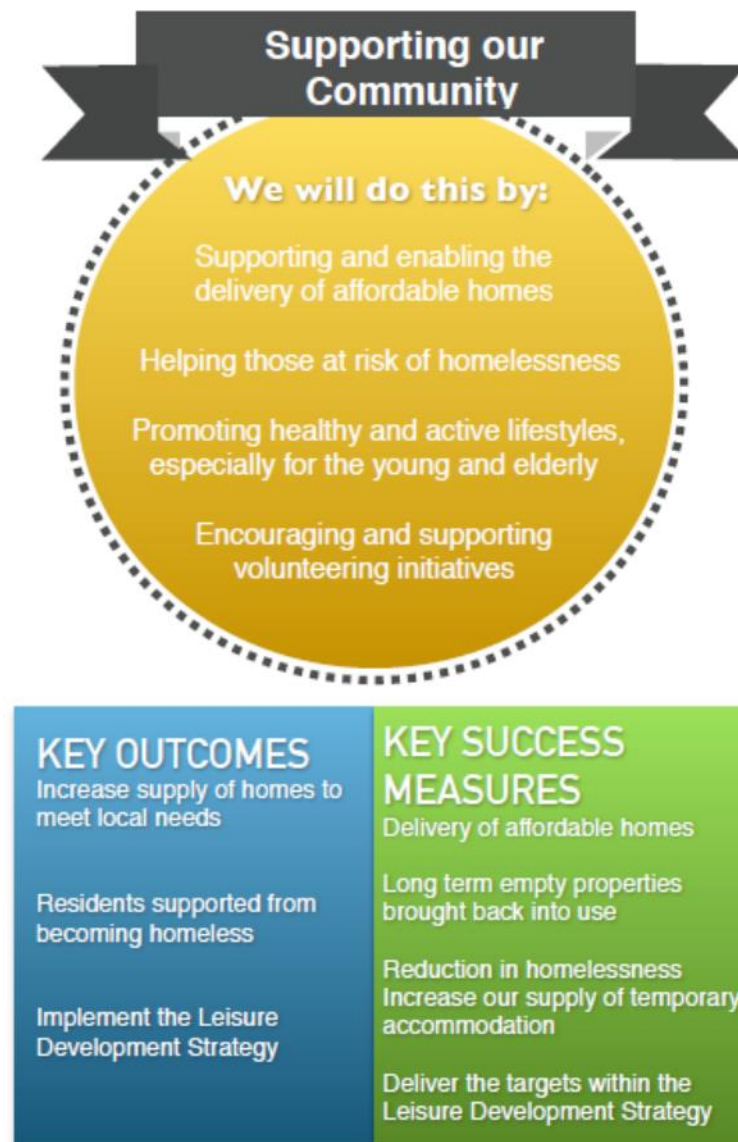 Supporting our
Community
We will do this by:
Supporting and enabling the
delivery of affordable homes
Helping those at risk of homelessness
Promoting healthy and active lifestyles,
especially for the young and elderly
Encouraging and supporting
volunteering initiatives
KEY OUTCOMES
Increase supply of homes to
meet local needs
Residents supported from
becoming homeless
Implement the Leisure
Development Strategy
KEY SUCCESS
MEASURES
Delivery of affordable homes
Long term empty properties
brought back into use
Reduction in homelessness
Increase our supply of temporary
accommodation
Deliver the targets within the
Leisure Development Strategy